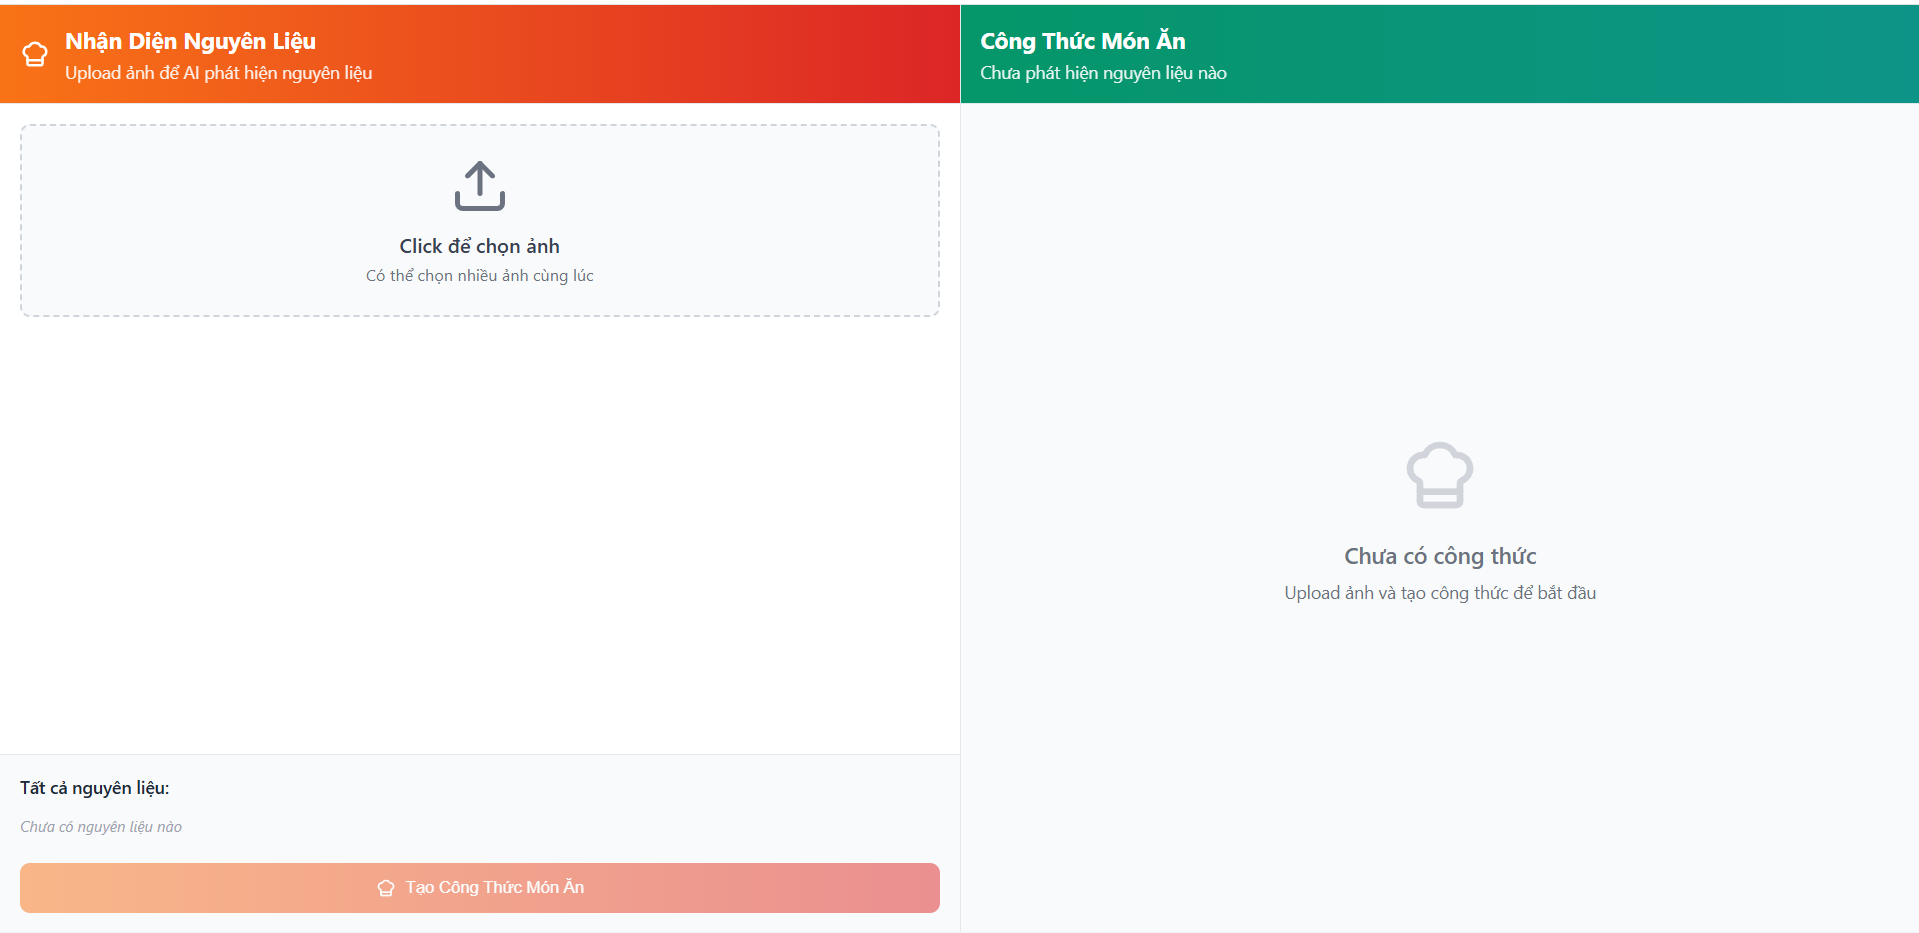 Nhận Diện Nguyên Liệu
Upload ảnh để AI phát hiện nguyên liệu
Click để chọn ảnh
Có thể chọn nhiều ảnh cùng lúc
Tất cả nguyên liệu:
Chưa có nguyên liệu nào
Tạo Công Thức Món Ăn
Công Thức Món Ăn
Chưa phát hiện nguyên liệu nào
Chưa có công thức
Upload ảnh và tạo công thức để bắt đầu